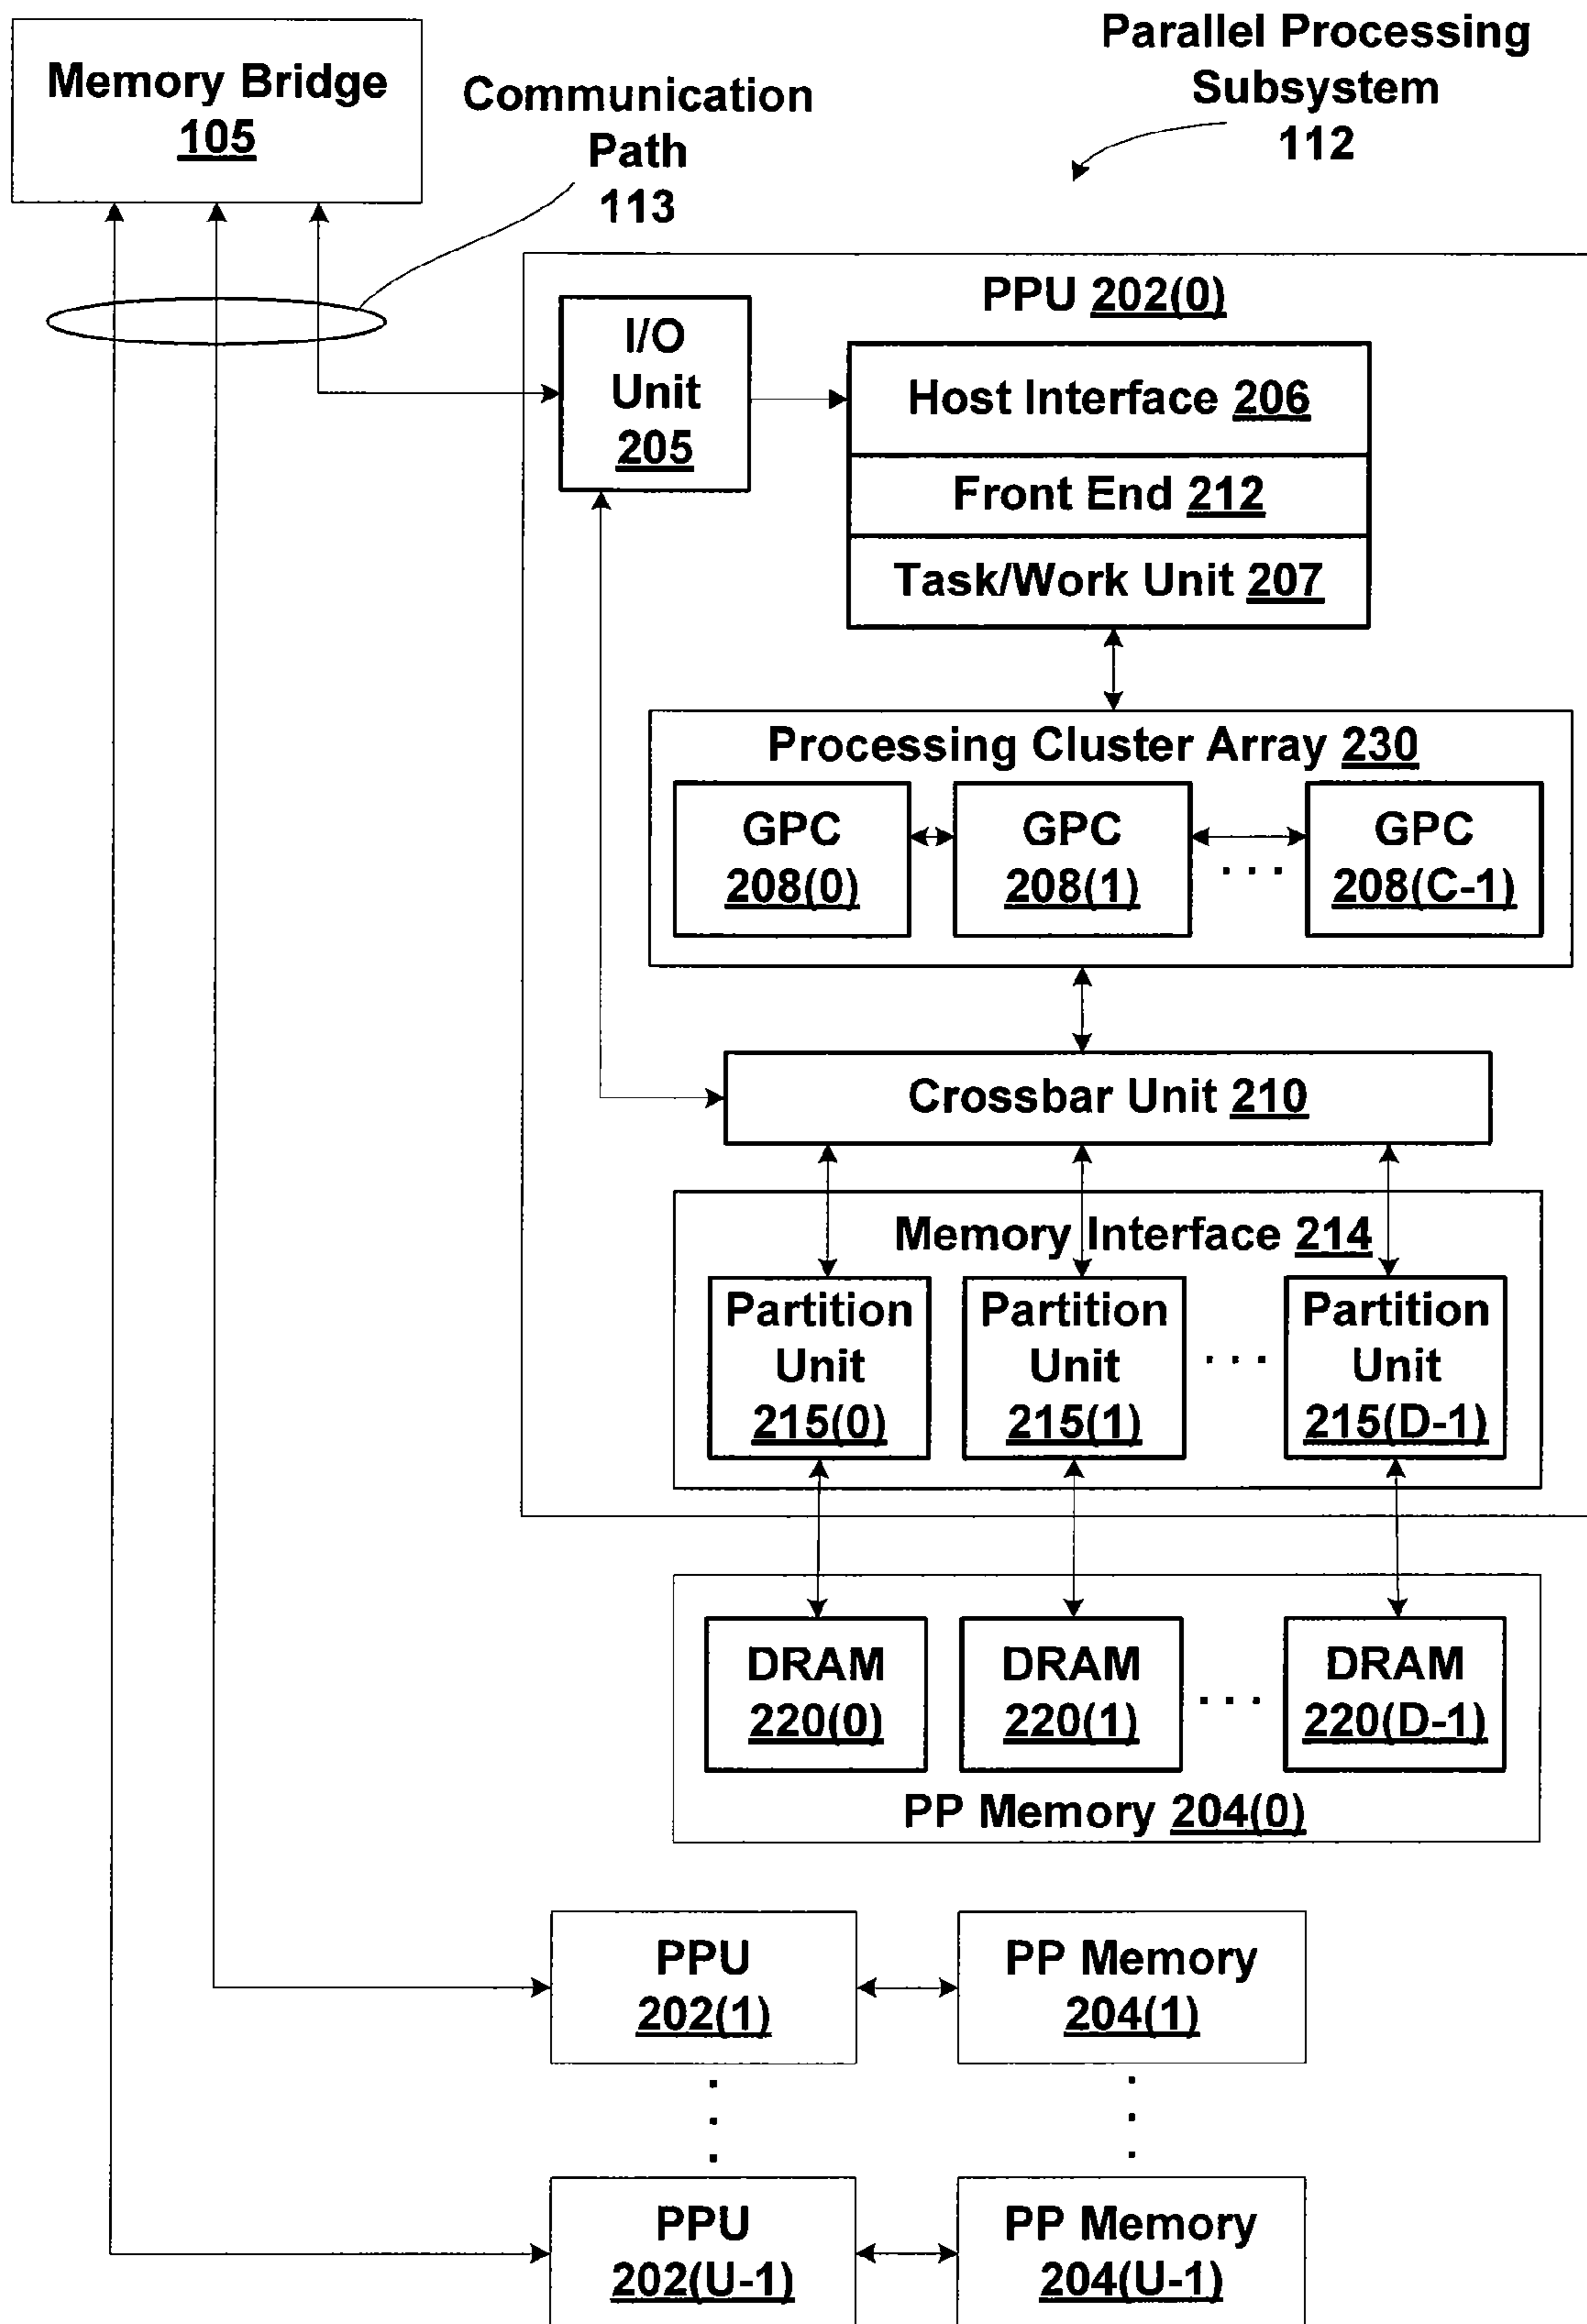 Memory Bridge
105
Communication
Path
113
Parallel Processing
Subsystem
112
PPU 202(0)
I/O
Unit
205
Host Interface 206
Front End 212
Task/Work Unit 207
Processing Cluster Array 230
GPC
208(0)
GPC
208(1)
. . .
GPC
208(C-1)
Crossbar Unit 210
Memory Interface 214
Partition
Unit
215(0)
Partition
Unit
215(1)
. . .
Partition
Unit
215(D-1)
DRAM
220(0)
DRAM
220(1)
. . .
DRAM
220(D-1)
PP Memory 204(0)
PPU
202(1)
PP Memory
204(1)
PPU
202(U-1)
PP Memory
204(U-1)